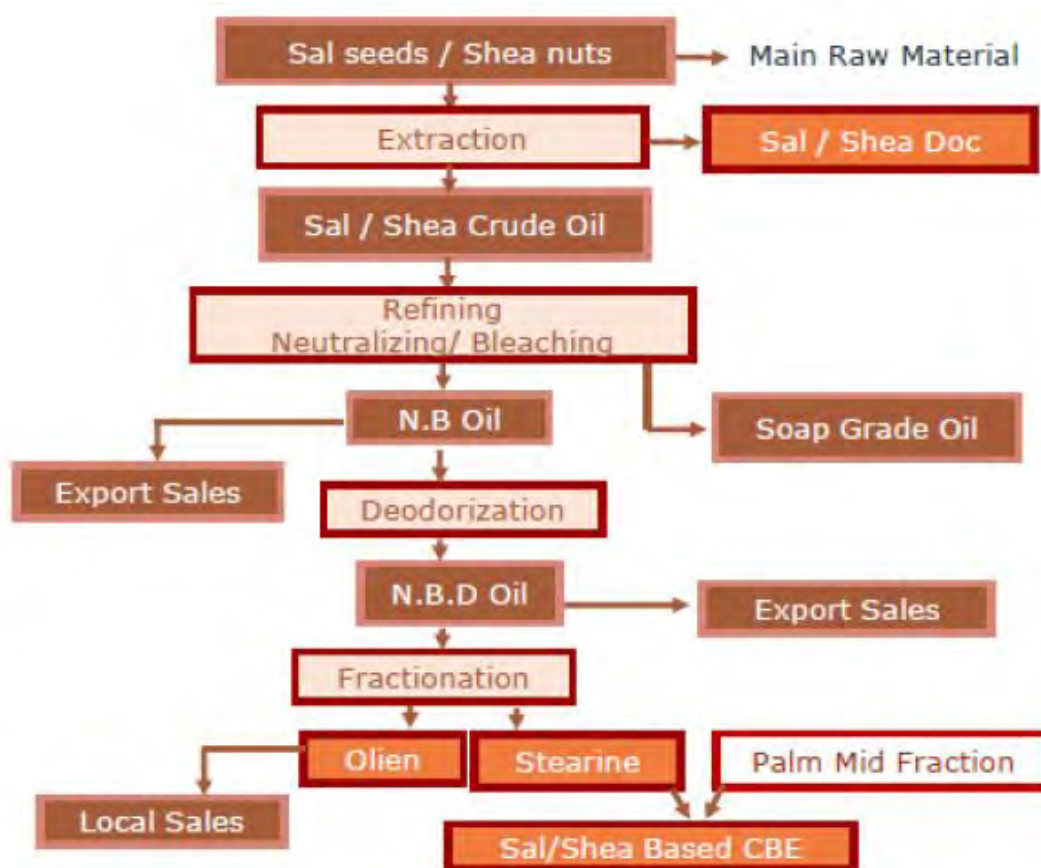 Sal seeds / Shea nuts
Main Raw Material
Extraction
Sal / Shea Doc
Sal / Shea Crude Oil
Refining
Neutralizing/ Bleaching
N.B Oil
Soap Grade Oil
Export Sales
Deodorization
N.B.D Oil
Export Sales
Fractionation
Olien
Stearine
Palm Mid Fraction
Local Sales
Sal/Shea Based CBE